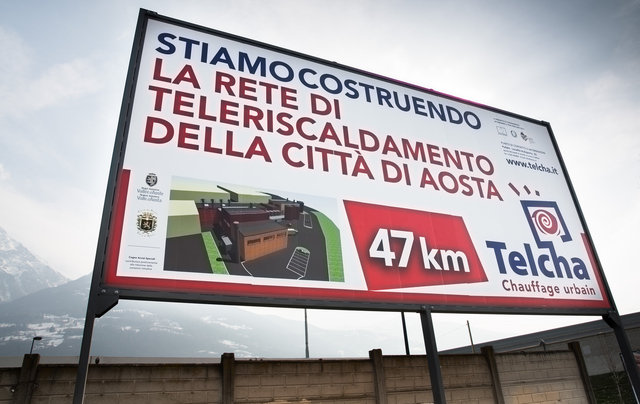 STIAMO COSTRUENDO
LA RETE DI
TELERISCALDAMENTO
DELLA CITTÀ DI AOSTA
www.telcha.it
47 km
Telcha
Chauffage urbain